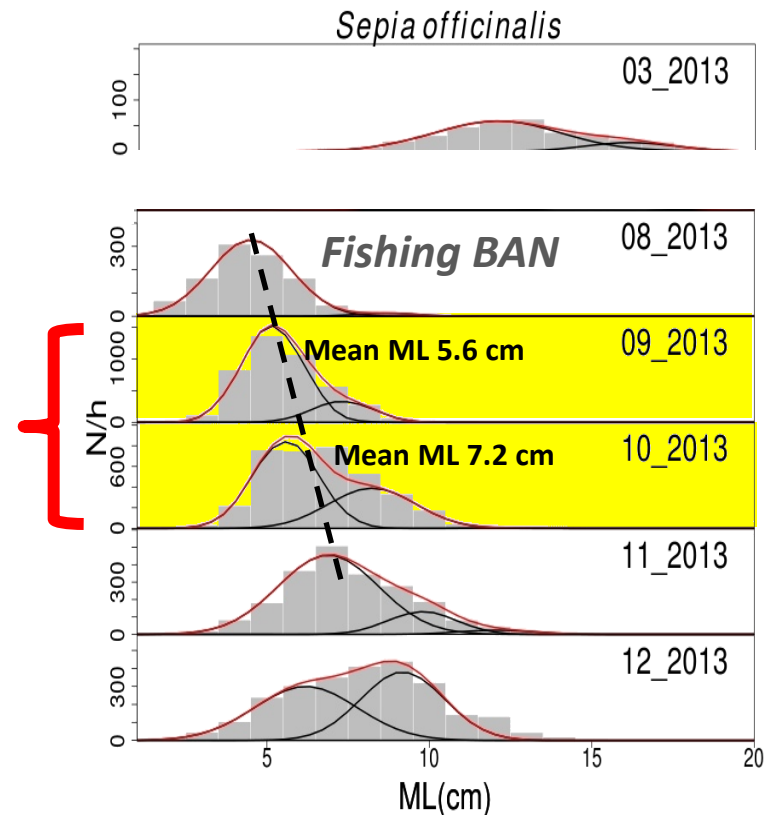 Sepia officinalis
03_2013
100
0
08_2013
Fishing BAN
300
0
09_2013
Mean ML 5.6 cm
1000
0
N/h
10_2013
Mean ML 7.2 cm
600
0
11_2013
300
0
12_2013
300
0
5 10 15 20
ML(cm)